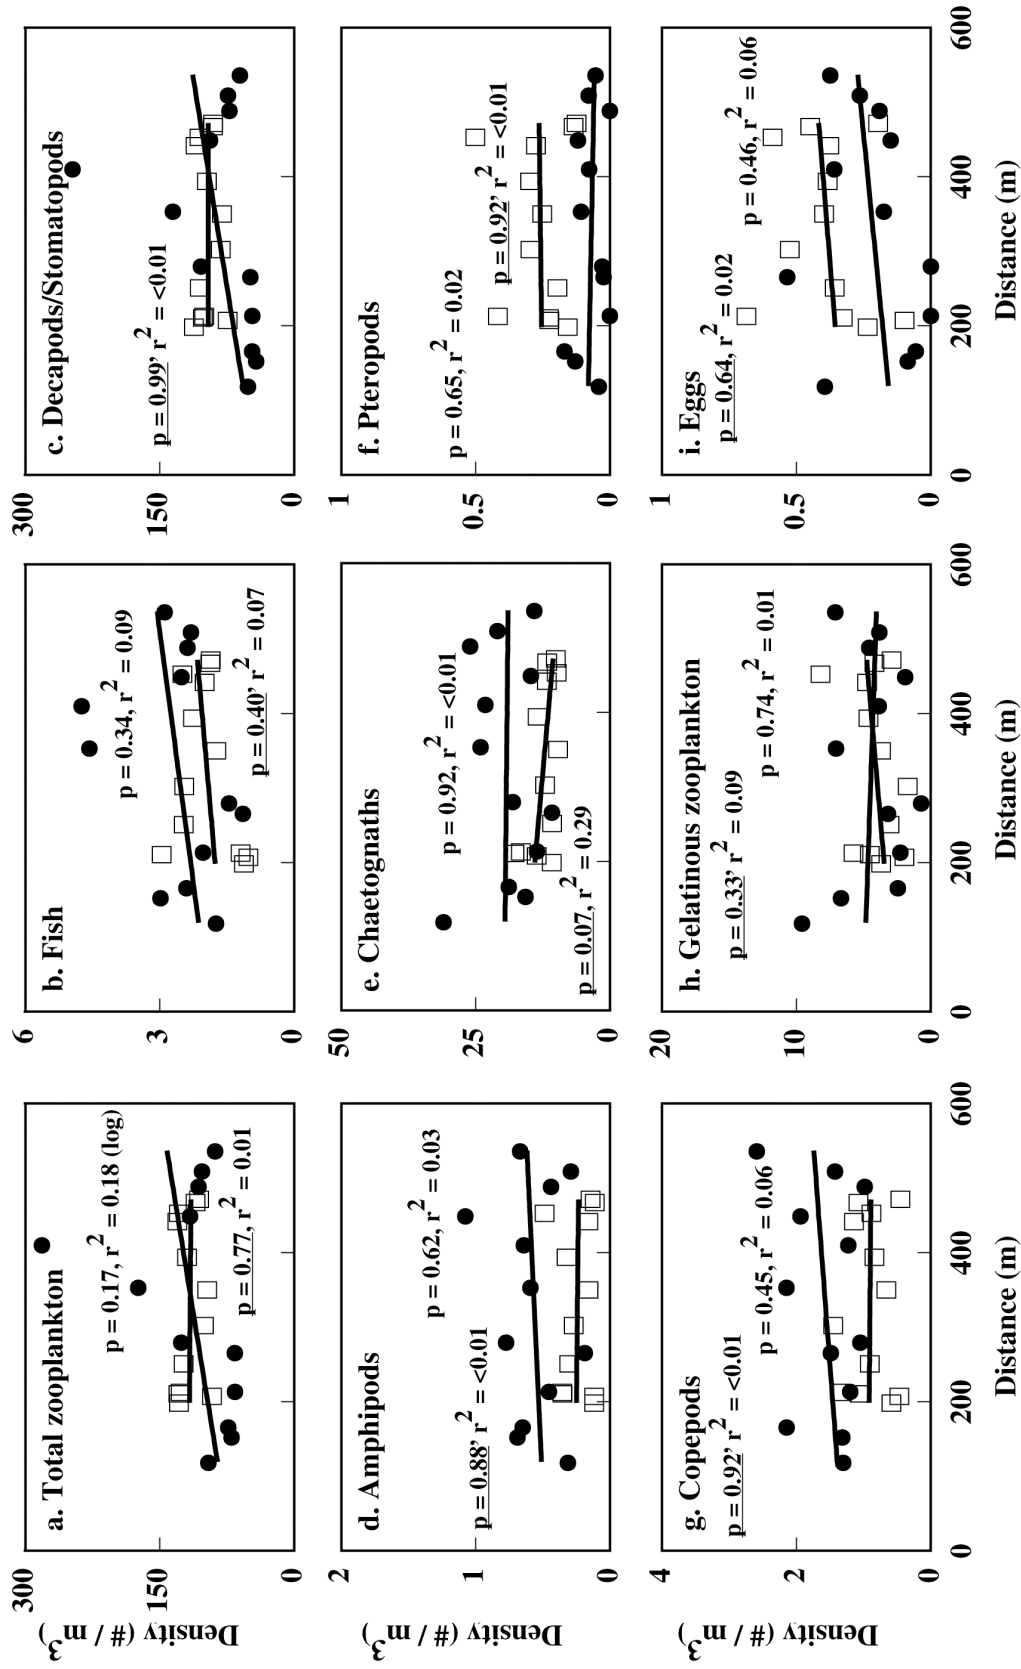 a. Total zooplankton
p = 0.17, r2 = 0.18 (log)
p = 0.77, r2 = 0.01
300
150
0
Density (# / m3)
0
200
400
600
b. Fish
p = 0.34, r2 = 0.09
p = 0.40, r2 = 0.07
6
3
0
0
200
400
600
c. Decapods/Stomatopods
p = 0.99, r2 = <0.01
300
150
0
0
200
400
600
d. Amphipods
p = 0.62, r2 = 0.03
p = 0.88, r2 = <0.01
2
1
0
Density (# / m3)
e. Chaetognaths
p = 0.92, r2 = <0.01
p = 0.07, r2 = 0.29
50
25
0
f. Pteropods
p = 0.65, r2 = 0.02
p = 0.92, r2 = <0.01
1
0.5
0
g. Copepods
p = 0.92, r2 = <0.01
p = 0.45, r2 = 0.06
4
2
0
Density (# / m3)
Distance (m)
h. Gelatinous zooplankton
p = 0.33, r2 = 0.09
p = 0.74, r2 = 0.01
20
10
0
Distance (m)
i. Eggs
p = 0.64, r2 = 0.02
p = 0.46, r2 = 0.06
1
0.5
0
Distance (m)